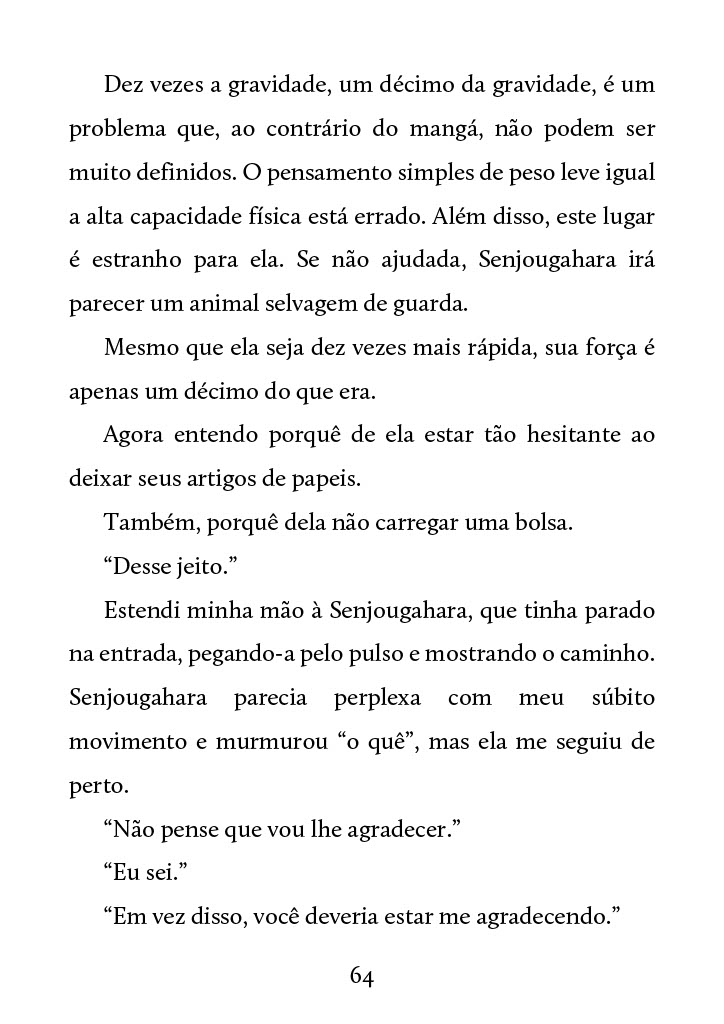 Dez vezes a gravidade, um décimo da gravidade, é um
problema que, ao contrário do mangá, não podem ser
muito definidos. O pensamento simples de peso leve igual
a alta capacidade física está errado. Além disso, este lugar
é estranho para ela. Se não ajudada, Senjougahara irá
parecer um animal selvagem de guarda.
Mesmo que ela seja dez vezes mais rápida, sua força é
apenas um décimo do que era.
Agora entendo porquê de ela estar tão hesitante ao
deixar seus artigos de papeis.
Também, porquê dela não carregar uma bolsa.
“Desse jeito.”
Estendi minha mão à Senjougahara, que tinha parado
na entrada, pegando-a pelo pulso e mostrando o caminho.
Senjougahara parecia perplexa com meu súbito
movimento e murmurou “o quê”, mas ela me seguiu de
perto.
“Não pense que vou lhe agradecer.”
“Eu sei.”
“Em vez disso, você deveria estar me agradecendo.”
64